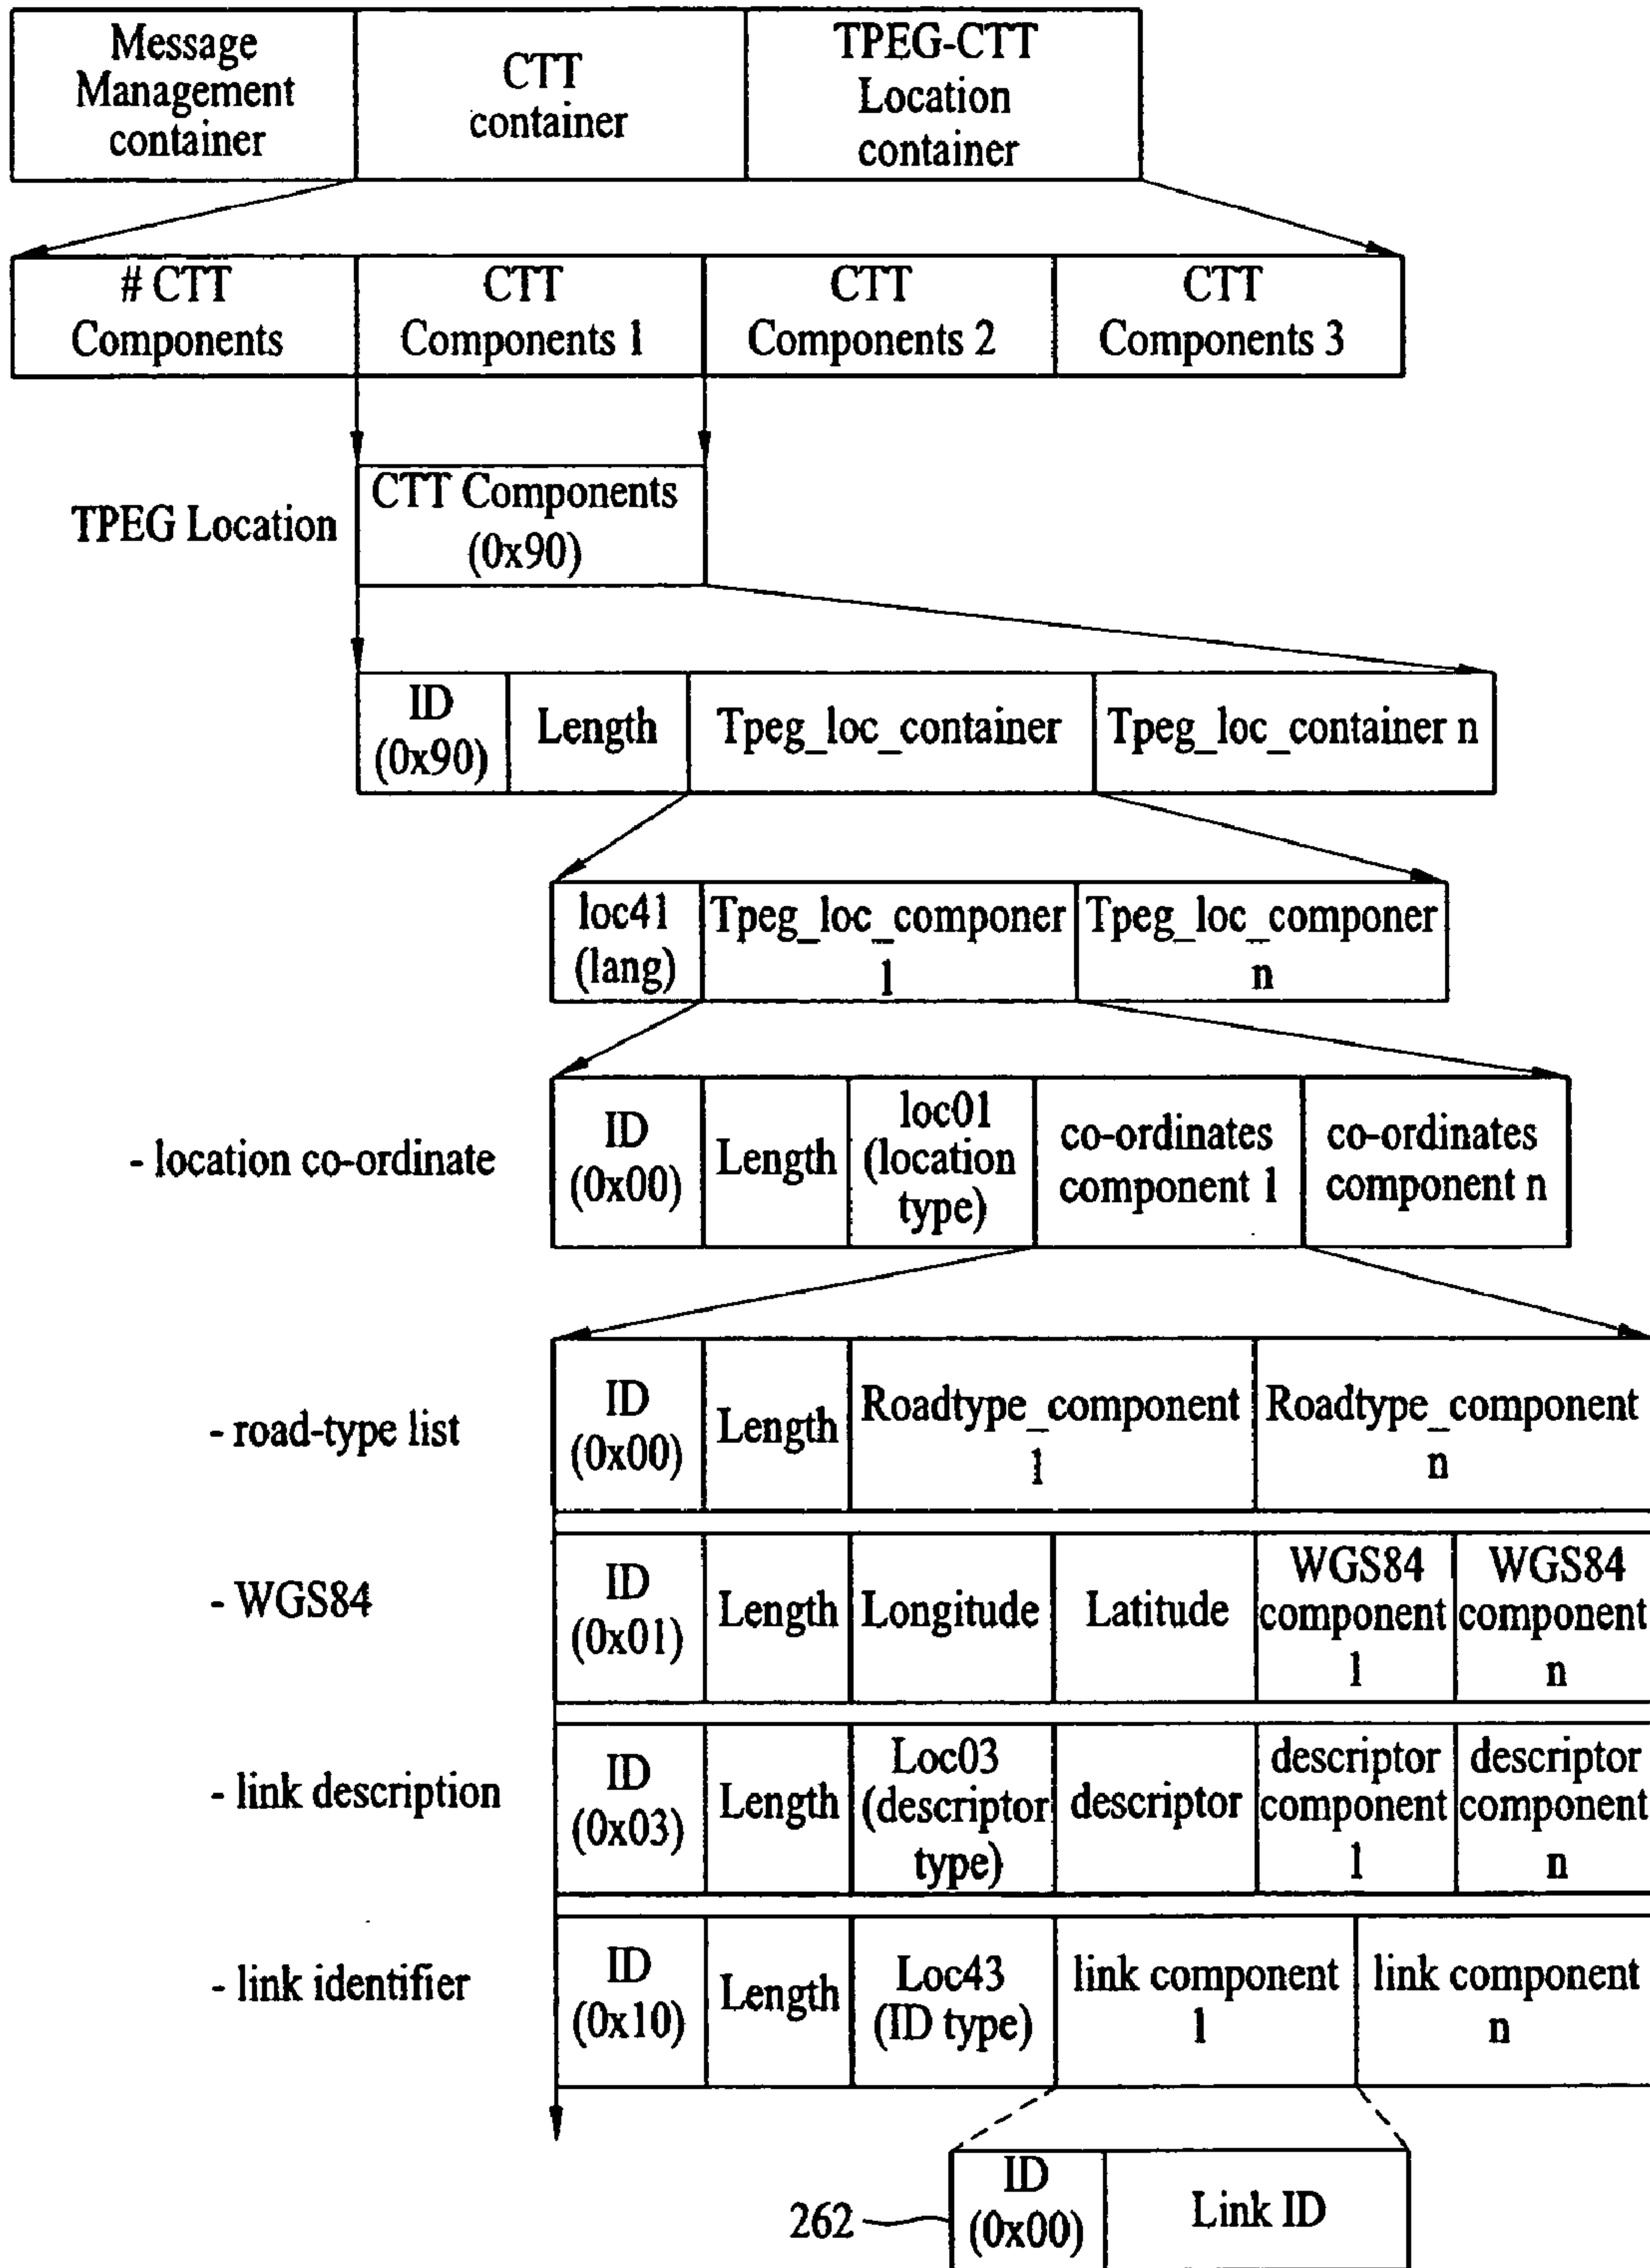 Message
Management
container
CTT
container
TPEG-CTT
Location
container
# CTT
Components
CTT
Components 1
CTT
Components 2
CTT
Components 3
TPEG Location
CTT Components
(0x90)
ID
(0x90)
Length
Tpeg_loc_container
Tpeg_loc_container n
loc41
(lang)
Tpeg_loc_componer
1
Tpeg_loc_componer
n
- location co-ordinate
ID
(0x00)
Length
loc01
(location
type)
co-ordinates
component 1
co-ordinates
component n
- road-type list
ID
(0x00)
Length
Roadtype_component
1
Roadtype_component
n
- WGS84
ID
(0x01)
Length
Longitude
Latitude
WGS84
component
1
WGS84
component
n
- link description
ID
(0x03)
Length
Loc03
(descriptor
type)
descriptor
descriptor
component
1
descriptor
component
n
- link identifier
ID
(0x10)
Length
Loc43
(ID type)
link component
1
link component
n
262
ID
(0x00)
Link ID